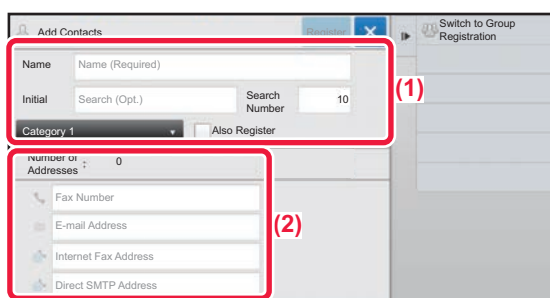 Add Contacts
Register
Switch to Group
Registration
Name
Name (Required)
(1)
Initial
Search (Opt.)
Search
Number
10
Category 1
Also Register
Number of
Addresses
:
0
Fax Number
E-mail Address
(2)
Internet Fax Address
Direct SMTP Address